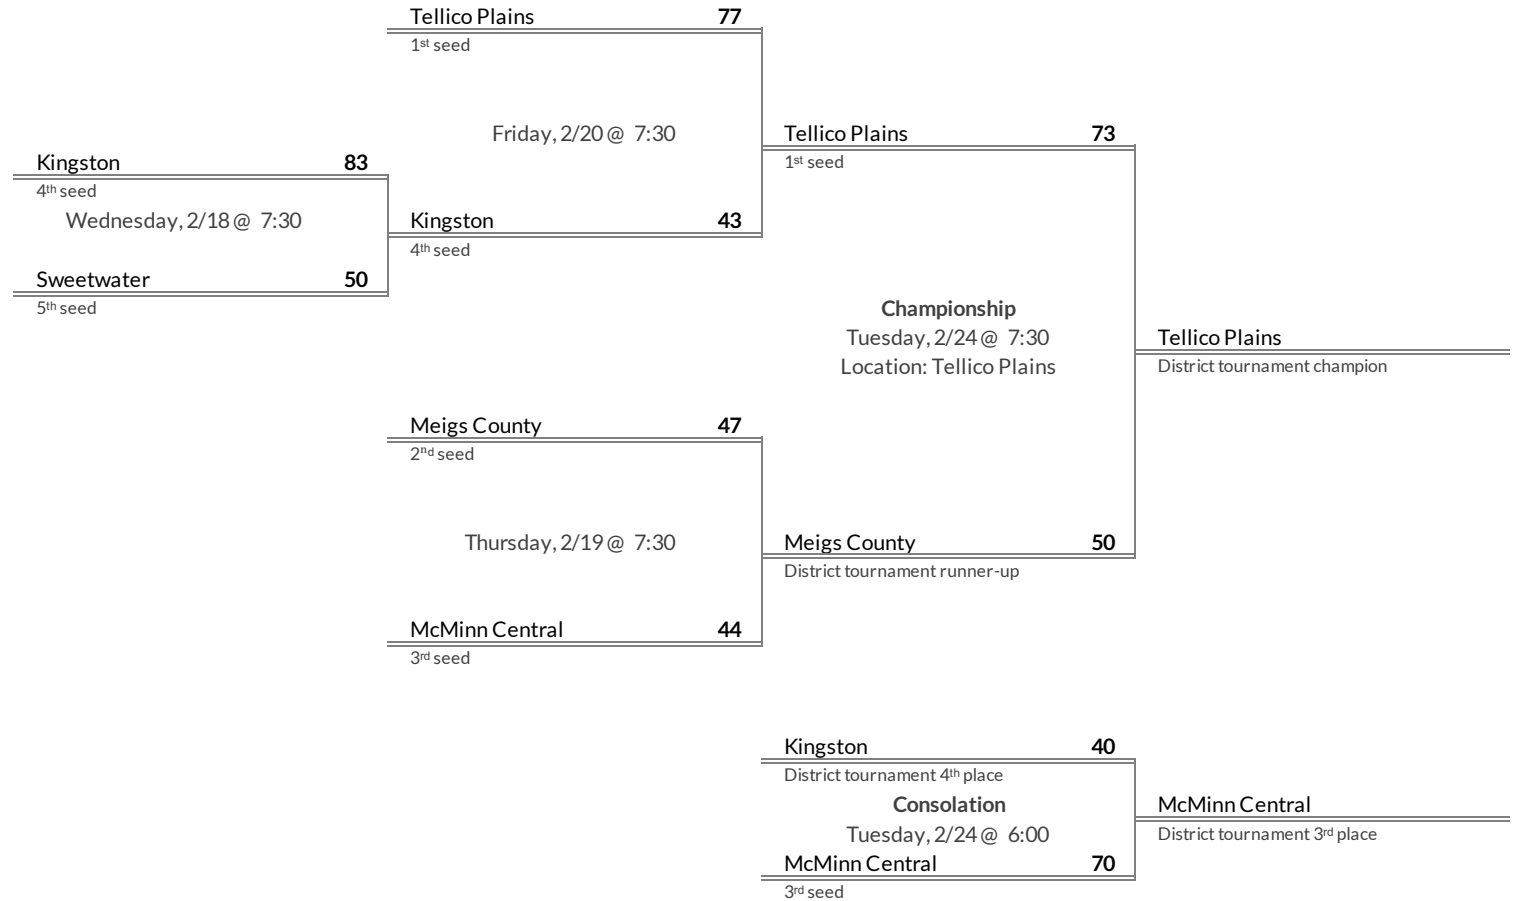 Tellico Plains 77
1st seed
Friday, 2/20 @ 7:30
Kingston 83
4th seed
Wednesday, 2/18 @ 7:30
Sweetwater 50
5th seed
Kingston 43
4th seed
Tellico Plains 73
1st seed
Championship
Tuesday, 2/24 @ 7:30
Location: Tellico Plains
Tellico Plains
District tournament champion
Meigs County 47
2nd seed
Thursday, 2/19 @ 7:30
McMinn Central 44
3rd seed
Meigs County 50
District tournament runner-up
Kingston 40
District tournament 4th place
Consolation
Tuesday, 2/24 @ 6:00
McMinn Central 70
3rd seed
McMinn Central
District tournament 3rd place